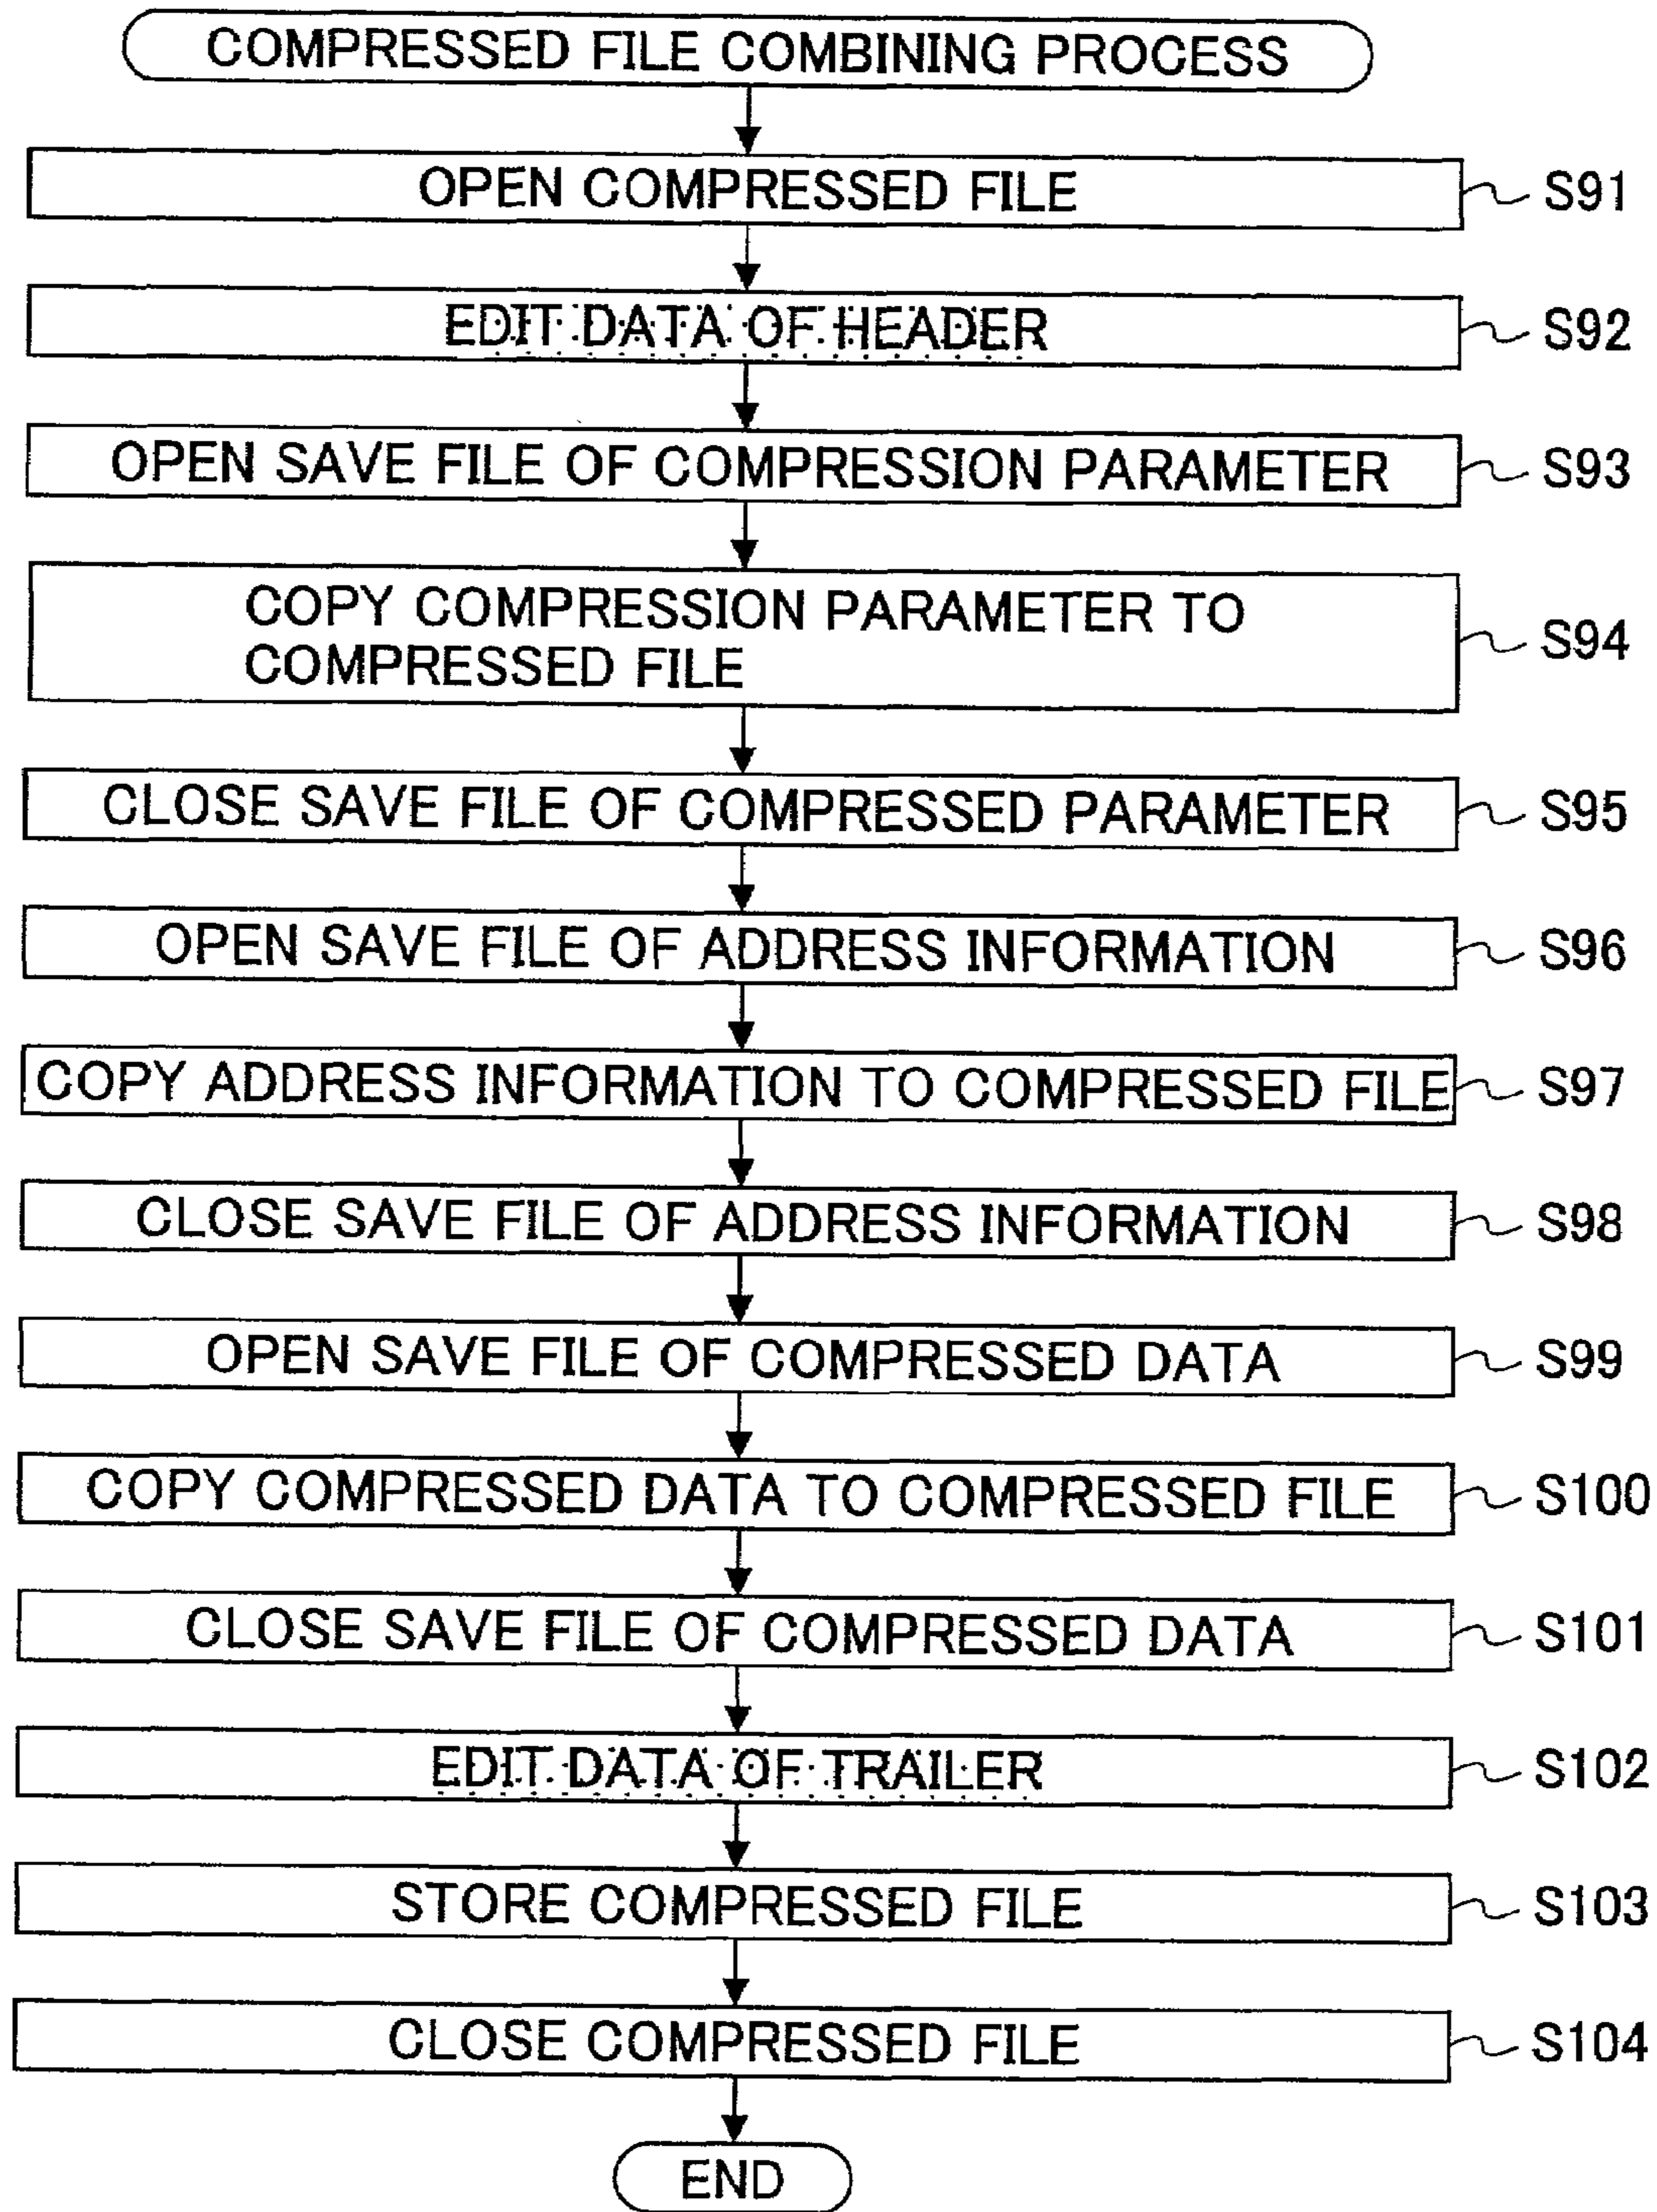 COMPRESSED FILE COMBINING PROCESS
OPEN COMPRESSED FILE S91
EDIT DATA OF HEADER S92
OPEN SAVE FILE OF COMPRESSION PARAMETER S93
COPY COMPRESSION PARAMETER TO
COMPRESSED FILE S94
CLOSE SAVE FILE OF COMPRESSED PARAMETER S95
OPEN SAVE FILE OF ADDRESS INFORMATION S96
COPY ADDRESS INFORMATION TO COMPRESSED FILE S97
CLOSE SAVE FILE OF ADDRESS INFORMATION S98
OPEN SAVE FILE OF COMPRESSED DATA S99
COPY COMPRESSED DATA TO COMPRESSED FILE S100
CLOSE SAVE FILE OF COMPRESSED DATA S101
EDIT DATA OF TRAILER S102
STORE COMPRESSED FILE S103
CLOSE COMPRESSED FILE S104
END